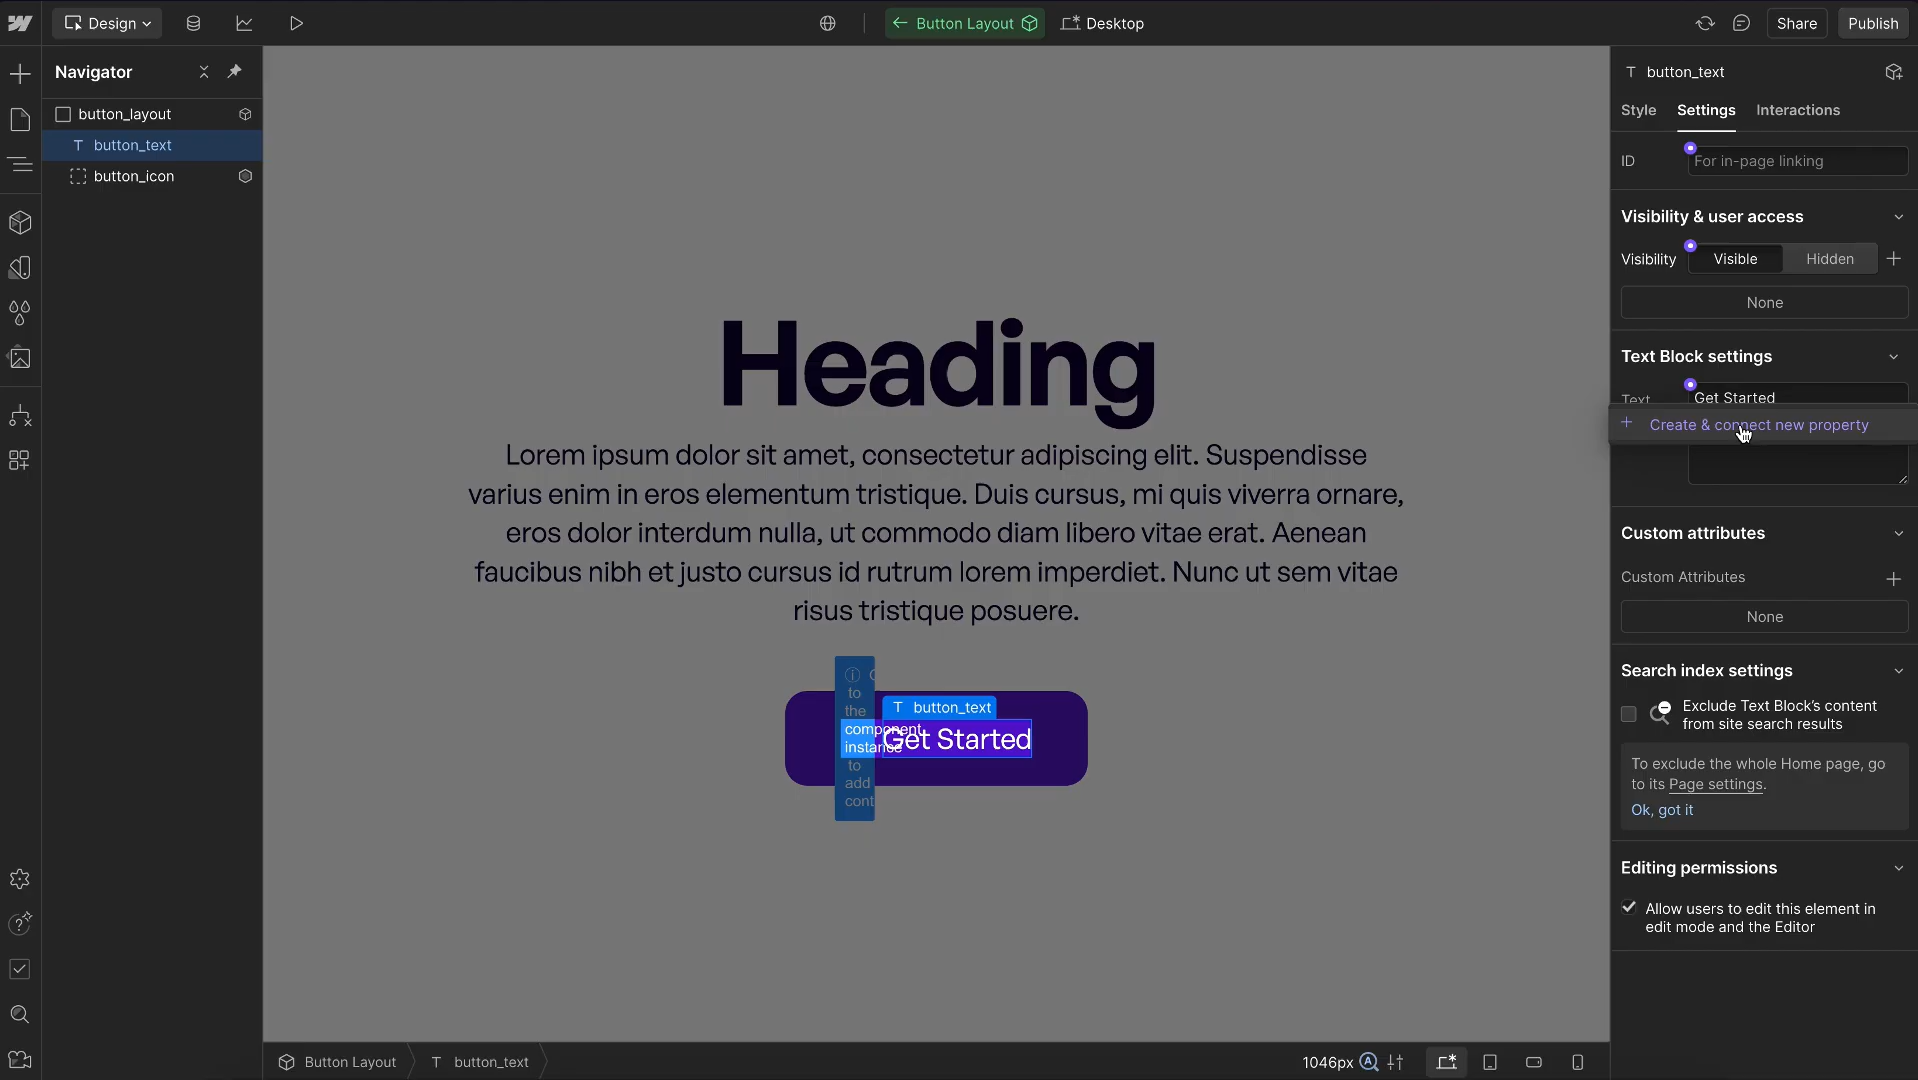 Design
Button Layout
Desktop
Share
Publish
Navigator
button_layout
button_text
button_icon
Heading
Lorem ipsum dolor sit amet, consectetur adipiscing elit. Suspendisse
varius enim in eros elementum tristique. Duis cursus, mi quis viverra ornare,
eros dolor interdum nulla, ut commodo diam libero vitae erat. Aenean
faucibus nibh et justo cursus id rutrum lorem imperdiet. Nunc ut sem vitae
risus tristique posuere.
to
the
component
instance
to
add
cont
button_text
Get Started
button_text
Style Settings Interactions
ID For in-page linking
Visibility & user access
Visibility Visible Hidden
None
Text Block settings
Text Get Started
Create & connect new property
Custom attributes
Custom Attributes
None
Search index settings
Exclude Text Block's content
from site search results
To exclude the whole Home page, go
to its Page settings.
Ok, got it
Editing permissions
Allow users to edit this element in
edit mode and the Editor
Button Layout
button_text
1046px